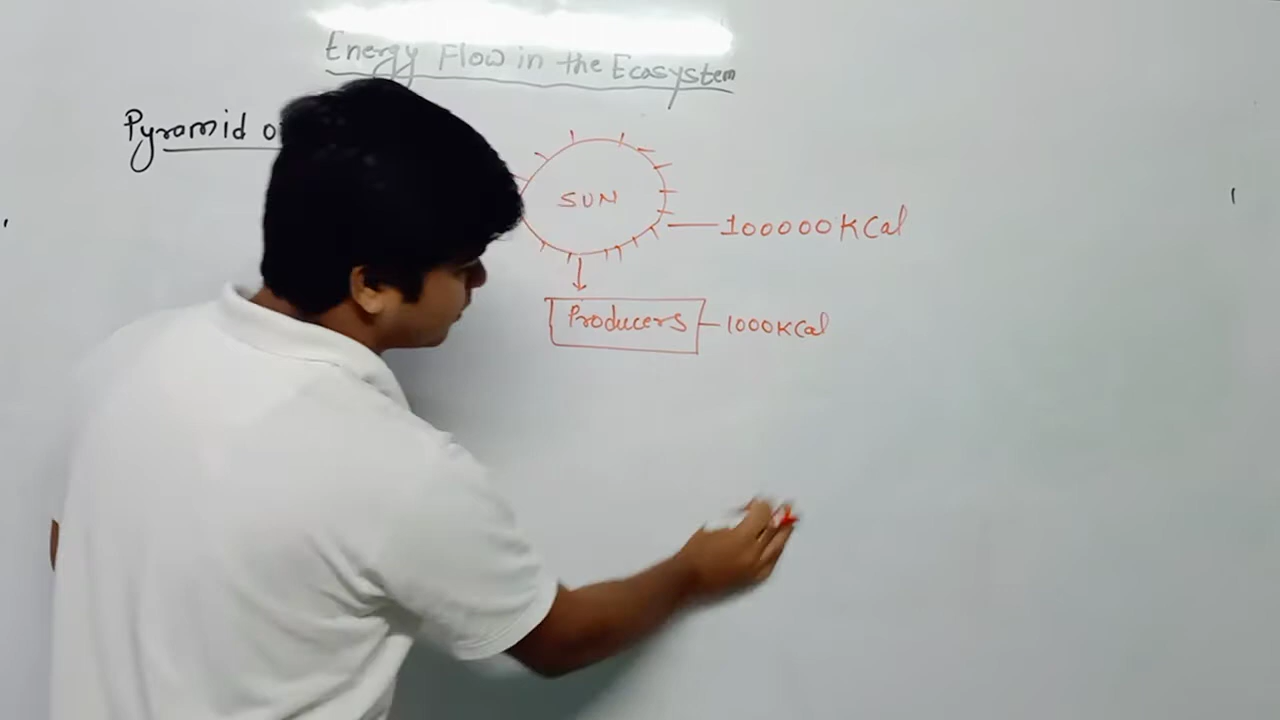 Energy Flow in the Ecosystem
Pyramid
SUN
100000 KCal
Producers
1000 KCal